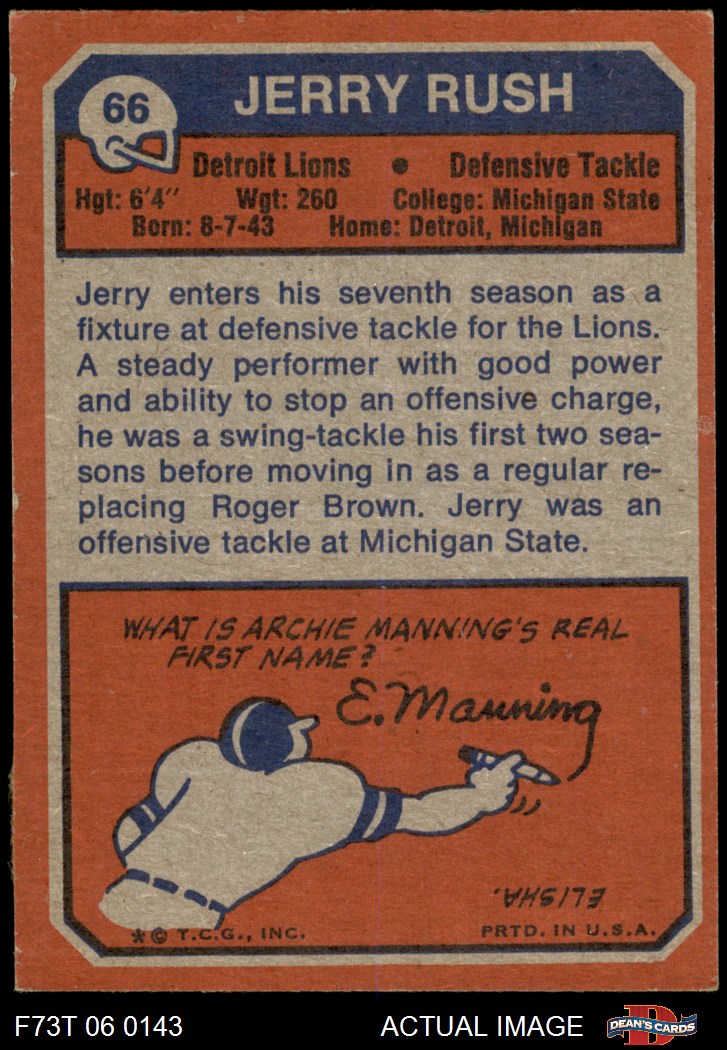 66
JERRY RUSH
Detroit Lions • Defensive Tackle
Hgt: 6'4" Wgt: 260 College: Michigan State
Born: 8-7-43 Home: Detroit, Michigan
Jerry enters his seventh season as a
fixture at defensive tackle for the Lions.
A steady performer with good power
and ability to stop an offensive charge,
he was a swing-tackle his first two sea-
sons before moving in as a regular re-
placing Roger Brown. Jerry was an
offensive tackle at Michigan State.
WHAT IS ARCHIE MANNING'S REAL
FIRST NAME?
E. Manning
ELISHA.
*© T.C.G., INC. PRTD. IN U.S.A.
F73T 06 0143 ACTUAL IMAGE DEAN'S CARDS